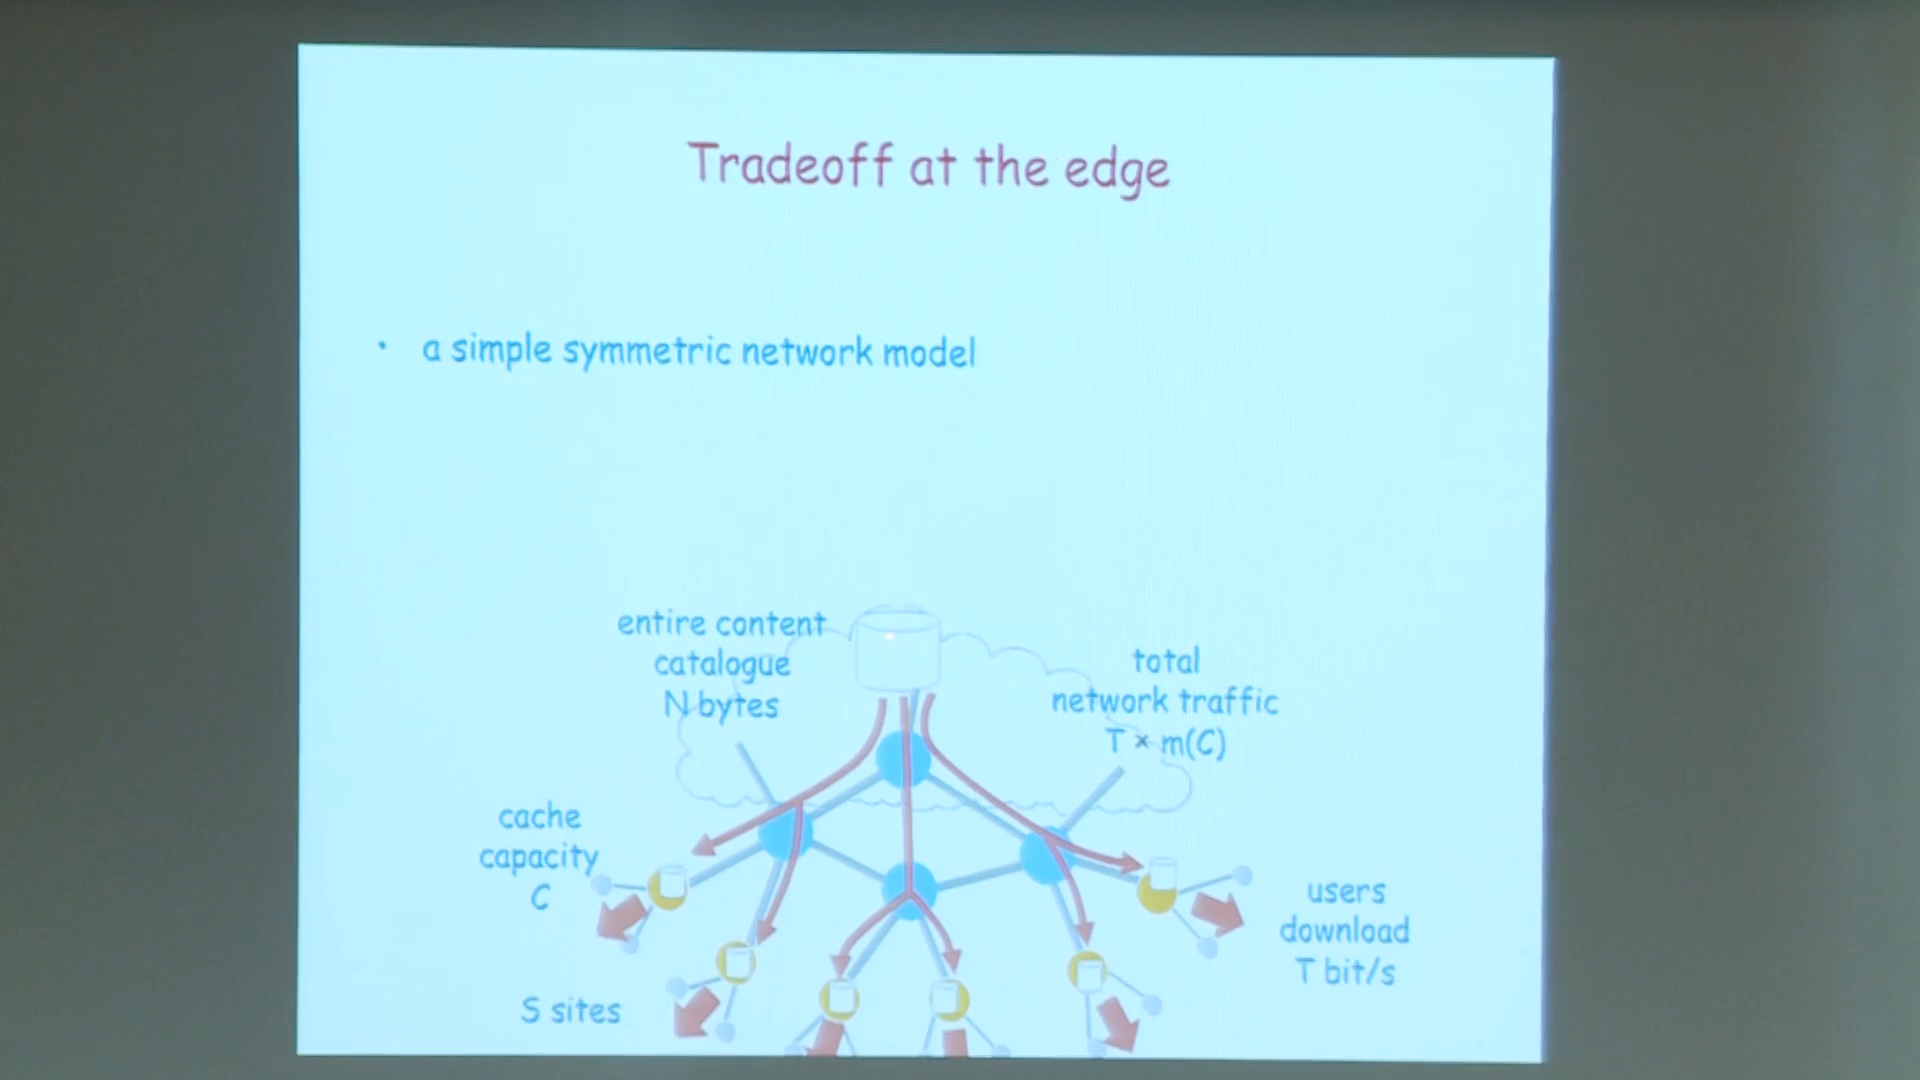 Tradeoff at the edge
• a simple symmetric network model
entire content
catalogue
N bytes
total
network traffic
T × m(C)
cache
capacity
C
users
download
T bit/s
S sites